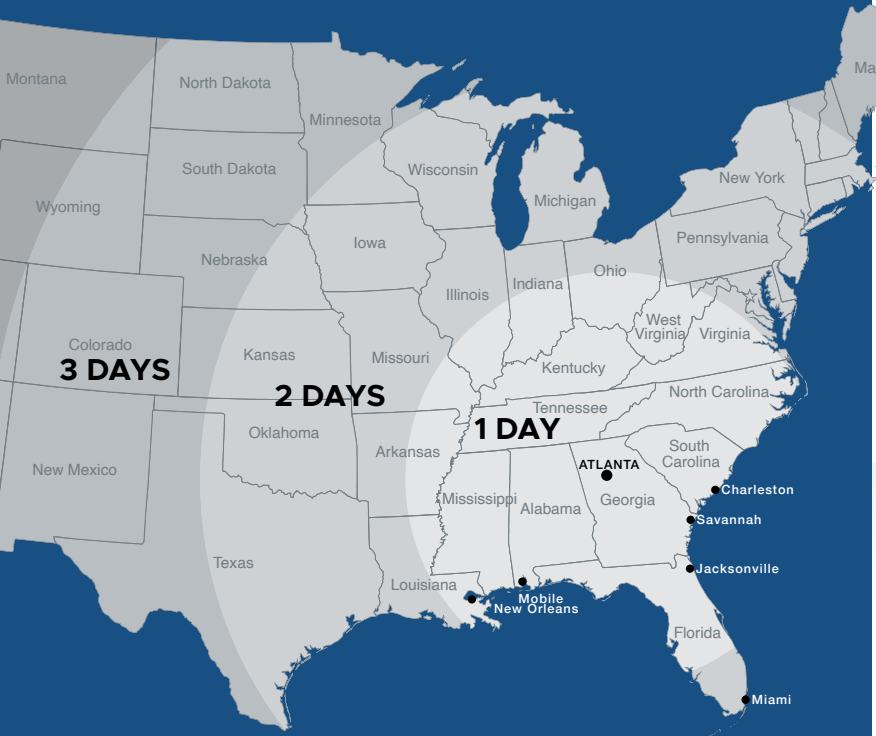 Montana
North Dakota
Minnesota
Ma
South Dakota
Wisconsin
New York
Wyoming
Michigan
Iowa
Pennsylvania
Nebraska
Ohio
Indiana
Illinois
West
Virginia
Virginia
Colorado
Kansas
Missouri
Kentucky
3 DAYS
2 DAYS
North Carolina
Tennessee
1 DAY
Oklahoma
Arkansas
South
Carolina
New Mexico
ATLANTA
Charleston
Mississippi
Alabama
Georgia
Savannah
Texas
Jacksonville
Louisiana
Mobile
New Orleans
Florida
Miami